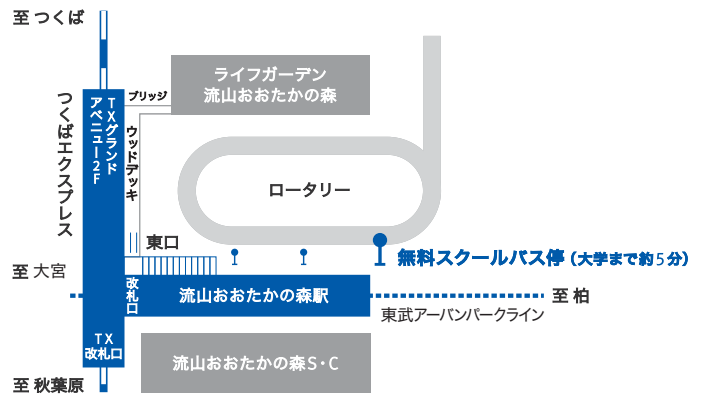 至 つくば
ライフガーデン
流山おおたかの森
ブリッジ
つくばエクスプレス
TXグランド
アベニュー2F
ウッドデッキ
ロータリー
東口
無料スクールバス停（大学まで約5分）
至 大宮
改札口
流山おおたかの森駅
至 柏
東武アーバンパークライン
TX
改札口
流山おおたかの森S・C
至 秋葉原